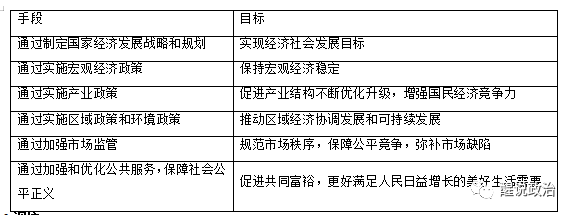 手段 目标
通过制定国家经济发展战略和规划 实现经济社会发展目标
通过实施宏观经济政策 保持宏观经济稳定
通过实施产业政策 促进产业结构不断优化升级，增强国民经济竞争力
通过实施区域政策和环境政策 推动区域经济协调发展和可持续发展
通过加强市场监管 规范市场秩序，保障公平竞争，弥补市场缺陷
通过加强和优化公共服务，保障社会公
平正义
促进共同富裕，更好满足人民日益增长的美好生活需要
说政治